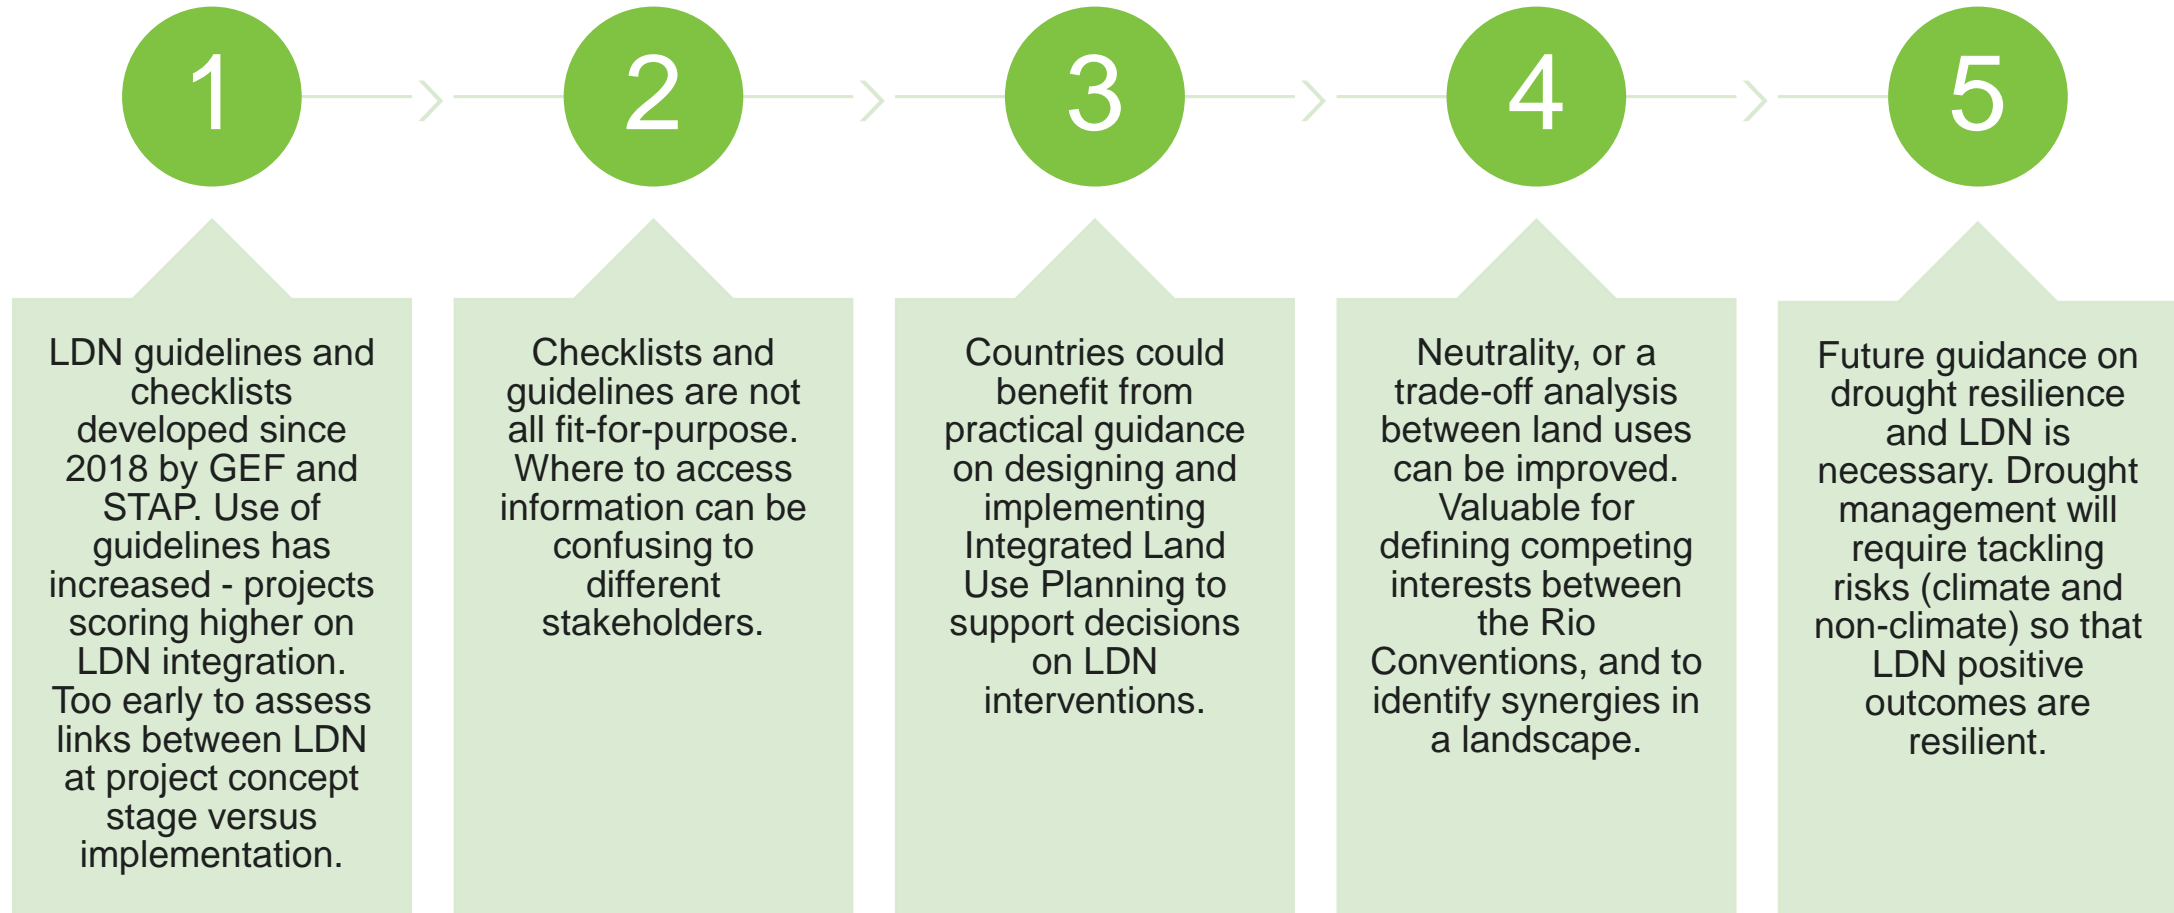 1
2
3
4
5
LDN guidelines and
checklists
developed since
2018 by GEF and
STAP. Use of
guidelines has
increased - projects
scoring higher on
LDN integration.
Too early to assess
links between LDN
at project concept
stage versus
implementation.
Checklists and
guidelines are not
all fit-for-purpose.
Where to access
information can be
confusing to
different
stakeholders.
Countries could
benefit from
practical guidance
on designing and
implementing
Integrated Land
Use Planning to
support decisions
on LDN
interventions.
Neutrality, or a
trade-off analysis
between land uses
can be improved.
Valuable for
defining competing
interests between
the Rio
Conventions, and to
identify synergies in
a landscape.
Future guidance on
drought resilience
and LDN is
necessary. Drought
management will
require tackling
risks (climate and
non-climate) so that
LDN positive
outcomes are
resilient.